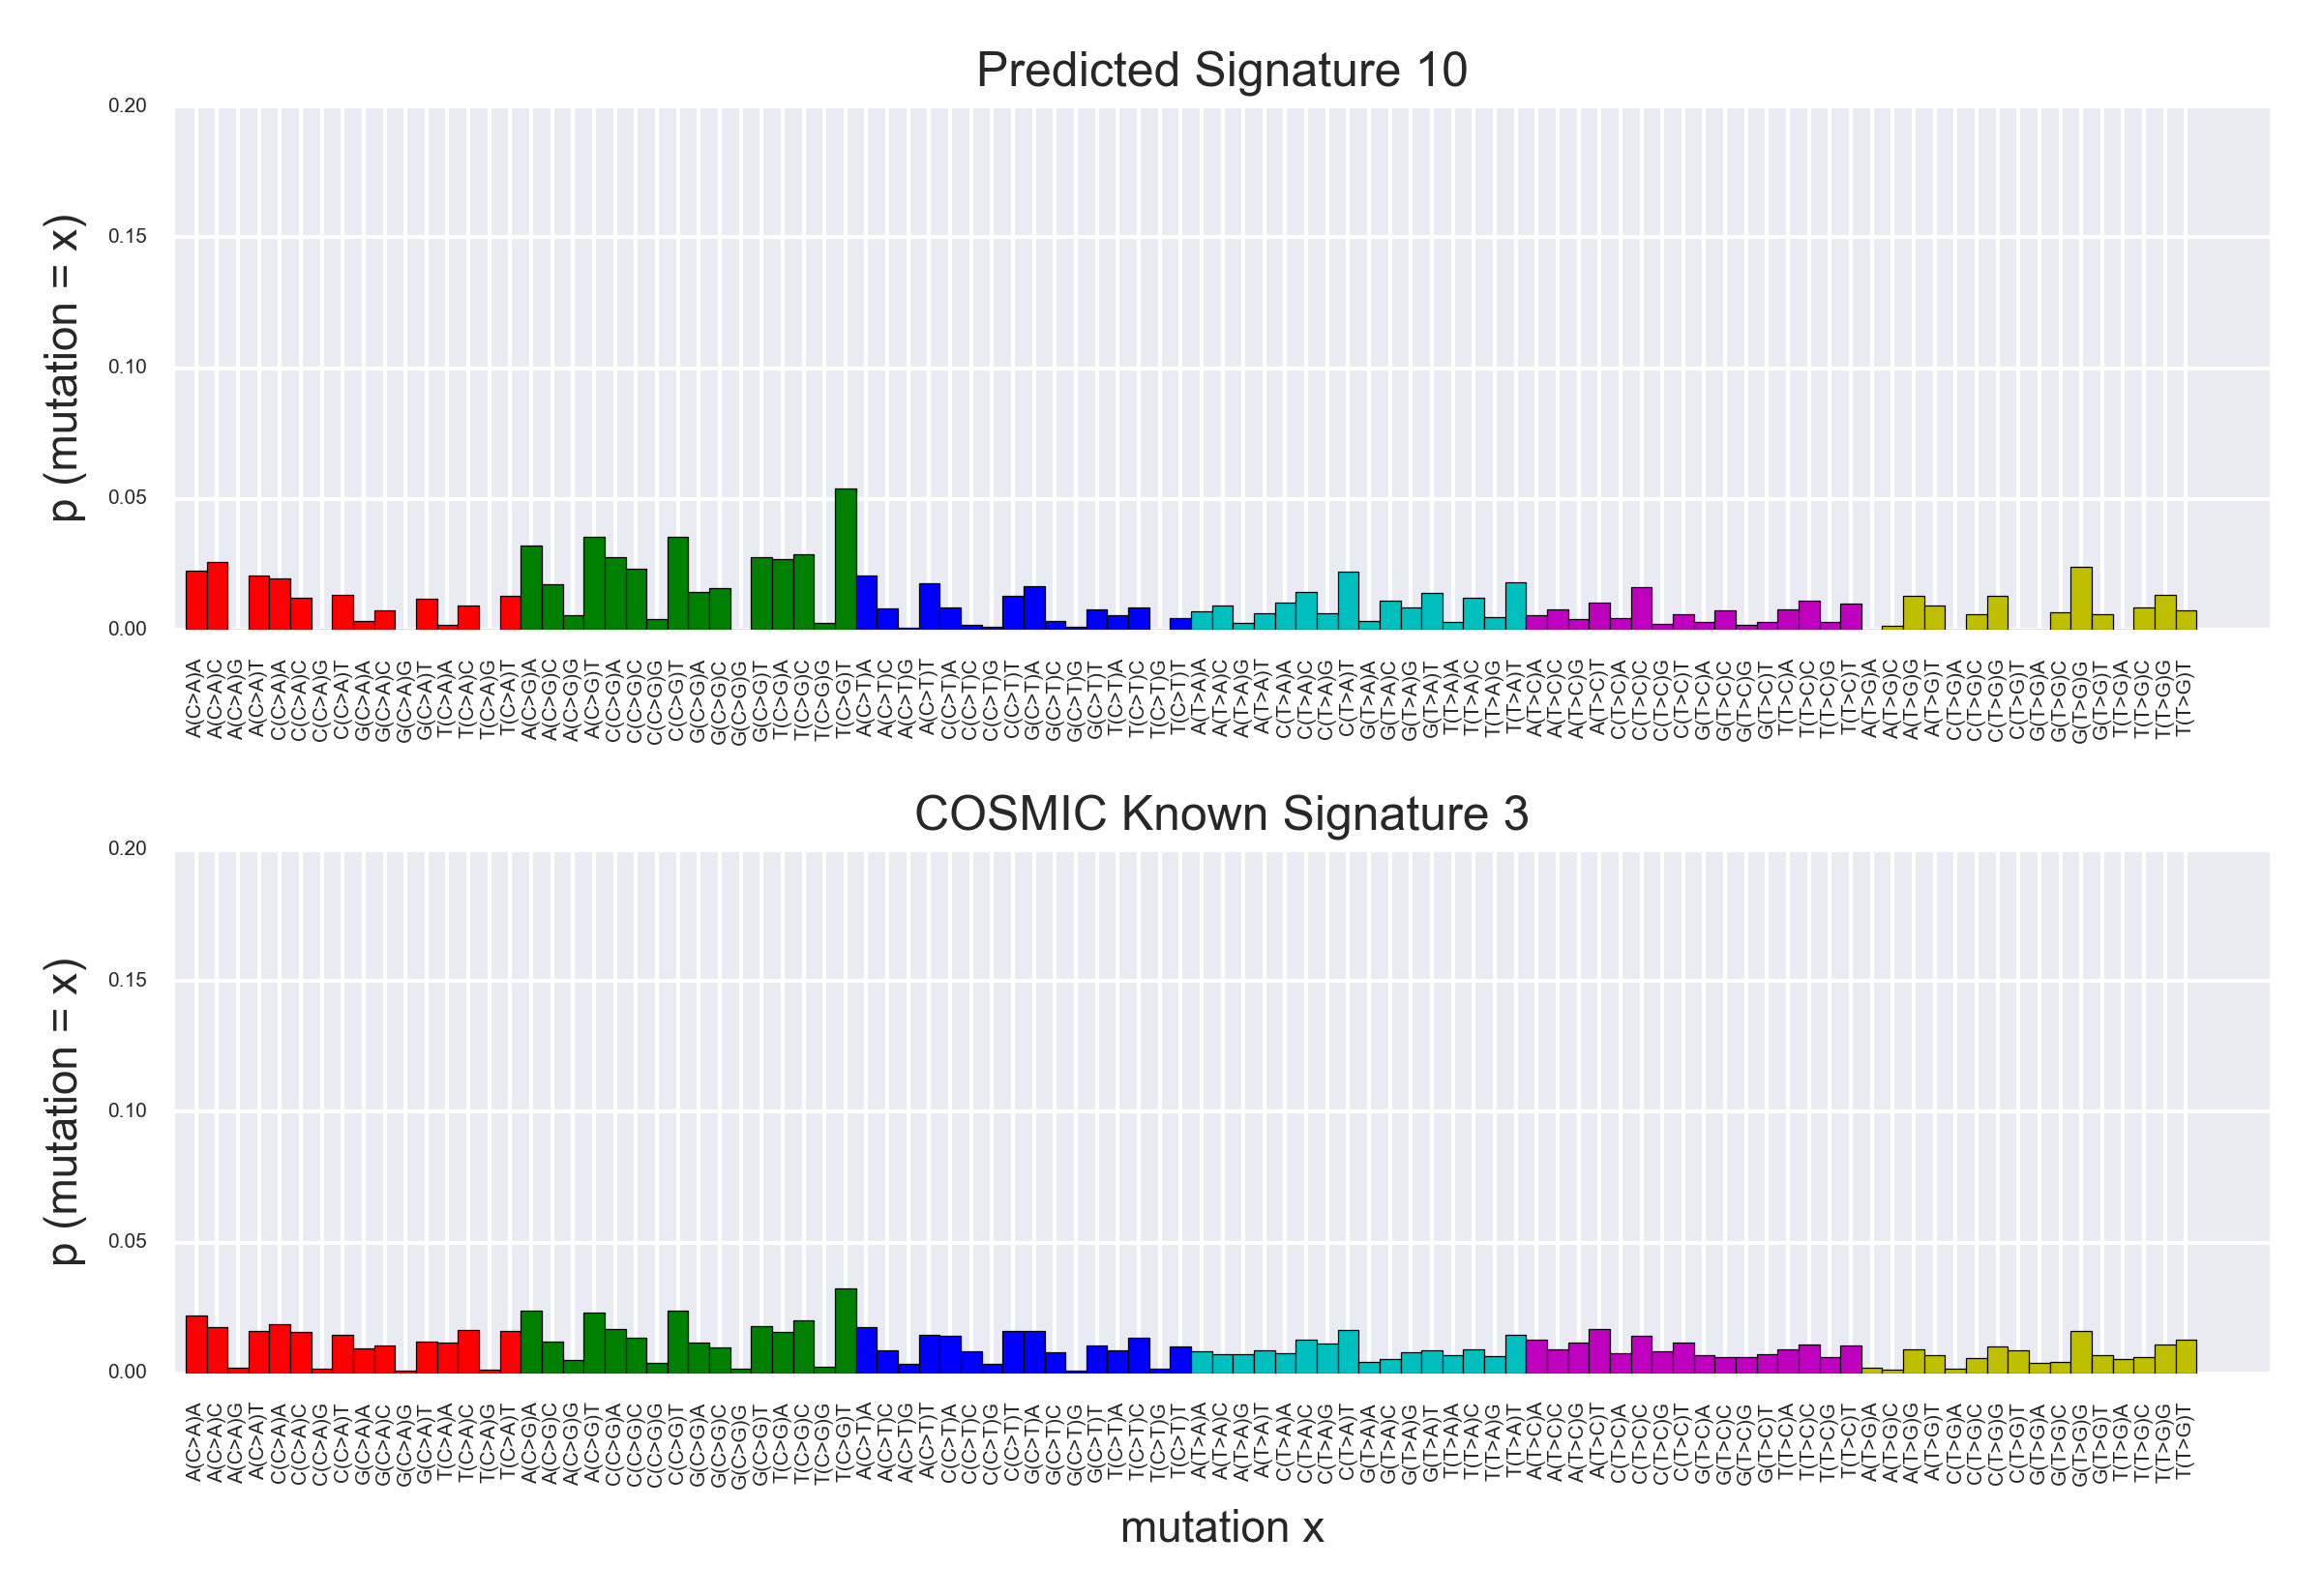 Predicted Signature 10
p (mutation = x)
0.20
0.15
0.10
0.05
0.00
A(C>A)A A(C>A)C A(C>A)G A(C>A)T C(C>A)A C(C>A)C C(C>A)G C(C>A)T G(C>A)A G(C>A)C G(C>A)G G(C>A)T T(C>A)A T(C>A)C T(C>A)G T(C>A)T A(C>G)A A(C>G)C A(C>G)G A(C>G)T C(C>G)A C(C>G)C C(C>G)G C(C>G)T G(C>G)A G(C>G)C G(C>G)G G(C>G)T T(C>G)A T(C>G)C T(C>G)G T(C>G)T A(C>T)A A(C>T)C A(C>T)G A(C>T)T C(C>T)A C(C>T)C C(C>T)G C(C>T)T G(C>T)A G(C>T)C G(C>T)G G(C>T)T T(C>T)A T(C>T)C T(C>T)G T(C>T)T A(T>A)A A(T>A)C A(T>A)G A(T>A)T C(T>A)A C(T>A)C C(T>A)G C(T>A)T G(T>A)A G(T>A)C G(T>A)G G(T>A)T T(T>A)A T(T>A)C T(T>A)G T(T>A)T A(T>C)A A(T>C)C A(T>C)G A(T>C)T C(T>C)A C(T>C)C C(T>C)G C(T>C)T G(T>C)A G(T>C)C G(T>C)G G(T>C)T T(T>C)A T(T>C)C T(T>C)G T(T>C)T A(T>G)A A(T>G)C A(T>G)G A(T>G)T C(T>G)A C(T>G)C C(T>G)G C(T>G)T G(T>G)A G(T>G)C G(T>G)G G(T>G)T T(T>G)A T(T>G)C T(T>G)G T(T>G)T
COSMIC Known Signature 3
p (mutation = x)
0.20
0.15
0.10
0.05
0.00
A(C>A)A A(C>A)C A(C>A)G A(C>A)T C(C>A)A C(C>A)C C(C>A)G C(C>A)T G(C>A)A G(C>A)C G(C>A)G G(C>A)T T(C>A)A T(C>A)C T(C>A)G T(C>A)T A(C>G)A A(C>G)C A(C>G)G A(C>G)T C(C>G)A C(C>G)C C(C>G)G C(C>G)T G(C>G)A G(C>G)C G(C>G)G G(C>G)T T(C>G)A T(C>G)C T(C>G)G T(C>G)T A(C>T)A A(C>T)C A(C>T)G A(C>T)T C(C>T)A C(C>T)C C(C>T)G C(C>T)T G(C>T)A G(C>T)C G(C>T)G G(C>T)T T(C>T)A T(C>T)C T(C>T)G T(C>T)T A(T>A)A A(T>A)C A(T>A)G A(T>A)T C(T>A)A C(T>A)C C(T>A)G C(T>A)T G(T>A)A G(T>A)C G(T>A)G G(T>A)T T(T>A)A T(T>A)C T(T>A)G T(T>A)T A(T>C)A A(T>C)C A(T>C)G A(T>C)T C(T>C)A C(T>C)C C(T>C)G C(T>C)T G(T>C)A G(T>C)C G(T>C)G G(T>C)T T(T>C)A T(T>C)C T(T>C)G T(T>C)T A(T>G)A A(T>G)C A(T>G)G A(T>G)T C(T>G)A C(T>G)C C(T>G)G C(T>G)T G(T>G)A G(T>G)C G(T>G)G G(T>G)T T(T>G)A T(T>G)C T(T>G)G T(T>G)T
mutation x